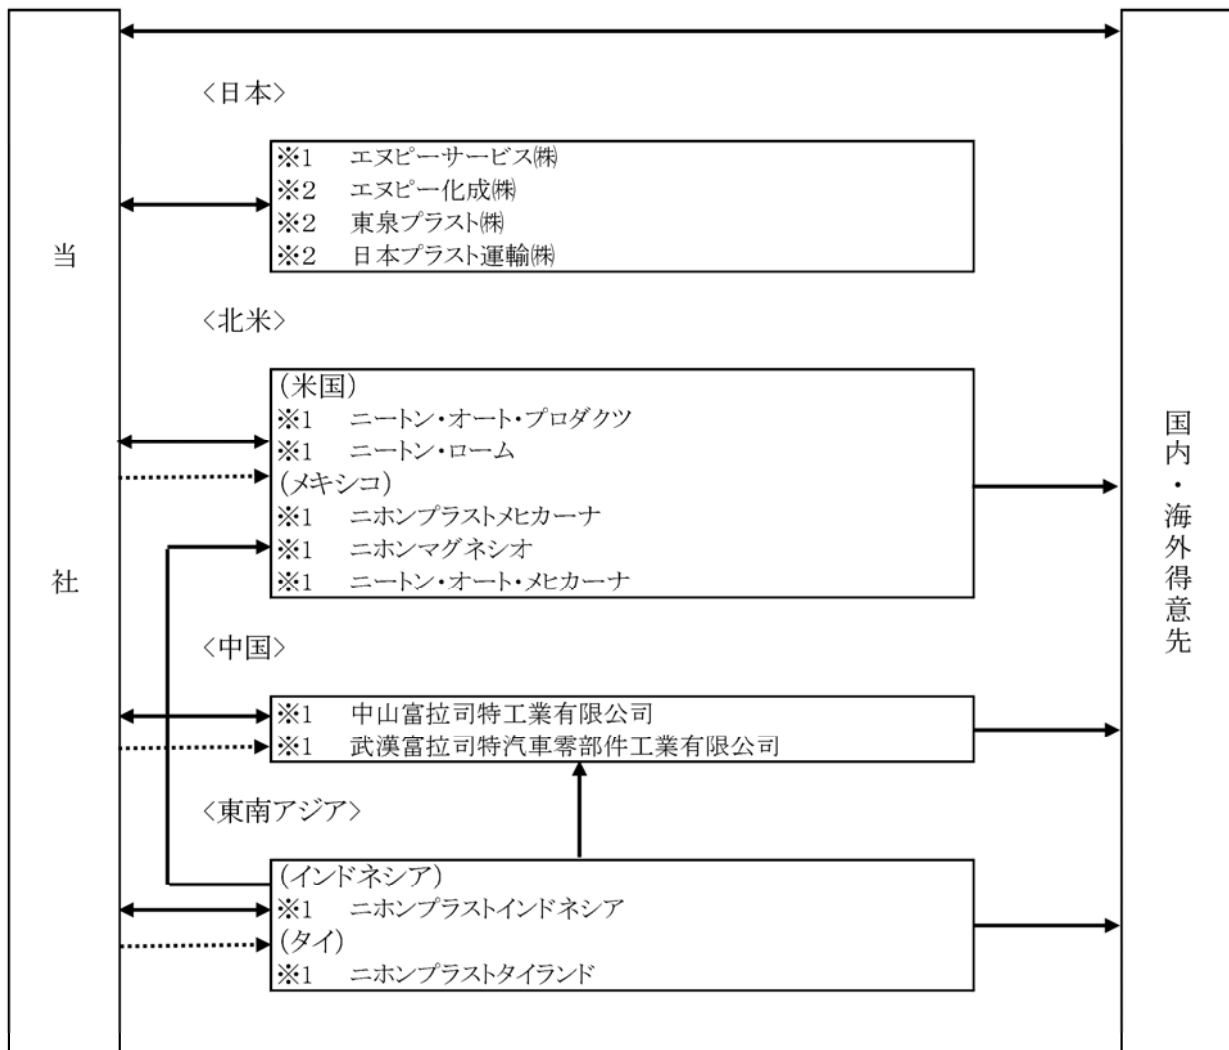 当社
〈日本〉
※1 エヌピーサービス㈱
※2 エヌピー化成㈱
※2 東泉プラスト㈱
※2 日本プラスト運輸㈱
〈北米〉
(米国)
※1 ニートン・オート・プロダクツ
※1 ニートン・ローム
(メキシコ)
※1 ニホンプラストメヒカーナ
※1 ニホンマグネシオ
※1 ニートン・オート・メヒカーナ
〈中国〉
※1 中山富拉司特工業有限公司
※1 武漢富拉司特汽車零部件工業有限公司
〈東南アジア〉
(インドネシア)
※1 ニホンプラストインドネシア
(タイ)
※1 ニホンプラストタイランド
国内・海外得意先